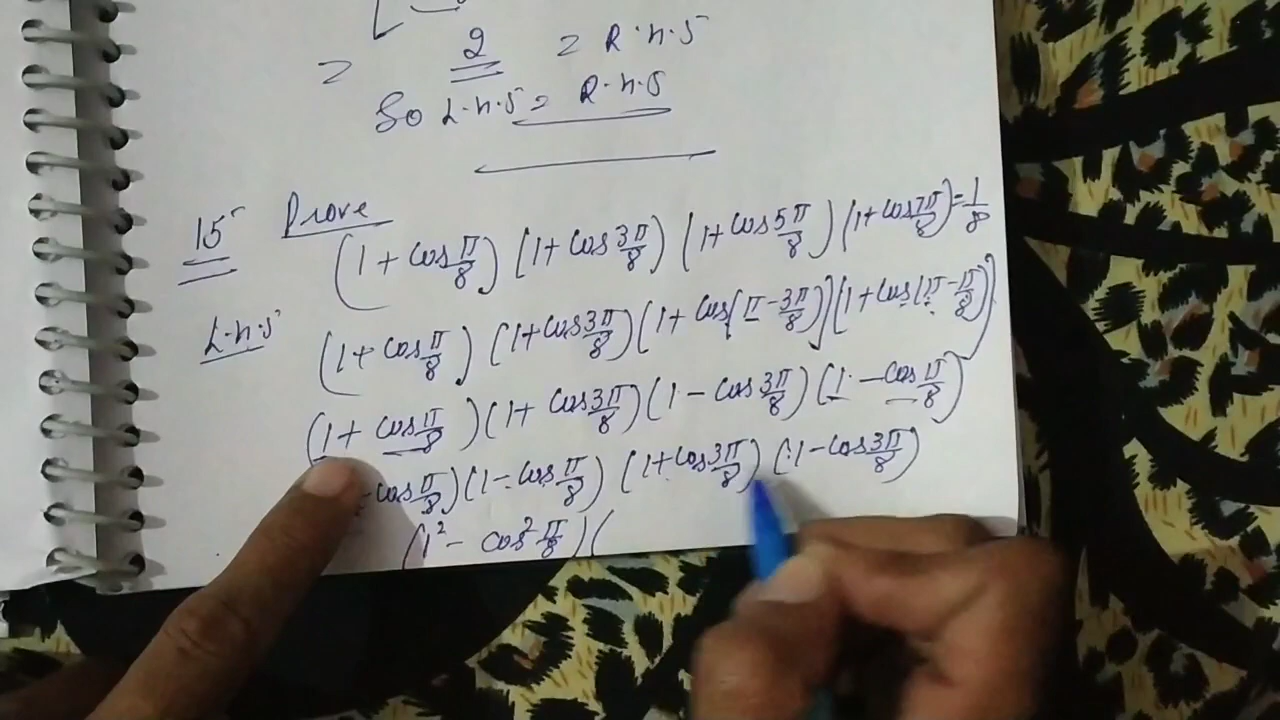 = 2 = R.H.S
So L.H.S = R.H.S
15 Prove
(1 + cos π/8) (1 + cos 3π/8) (1 + cos 5π/8) (1 + cos 7π/8) = 1/8
L.H.S
(1 + cos π/8) (1 + cos 3π/8) (1 + cos(π - 3π/8)) (1 + cos(π - π/8))
(1 + cos π/8) (1 + cos 3π/8) (1 - cos 3π/8) (1 - cos π/8)
cos π/8) (1 - cos π/8) (1 + cos 3π/8) (1 - cos 3π/8)
(1² - cos² π/8) (